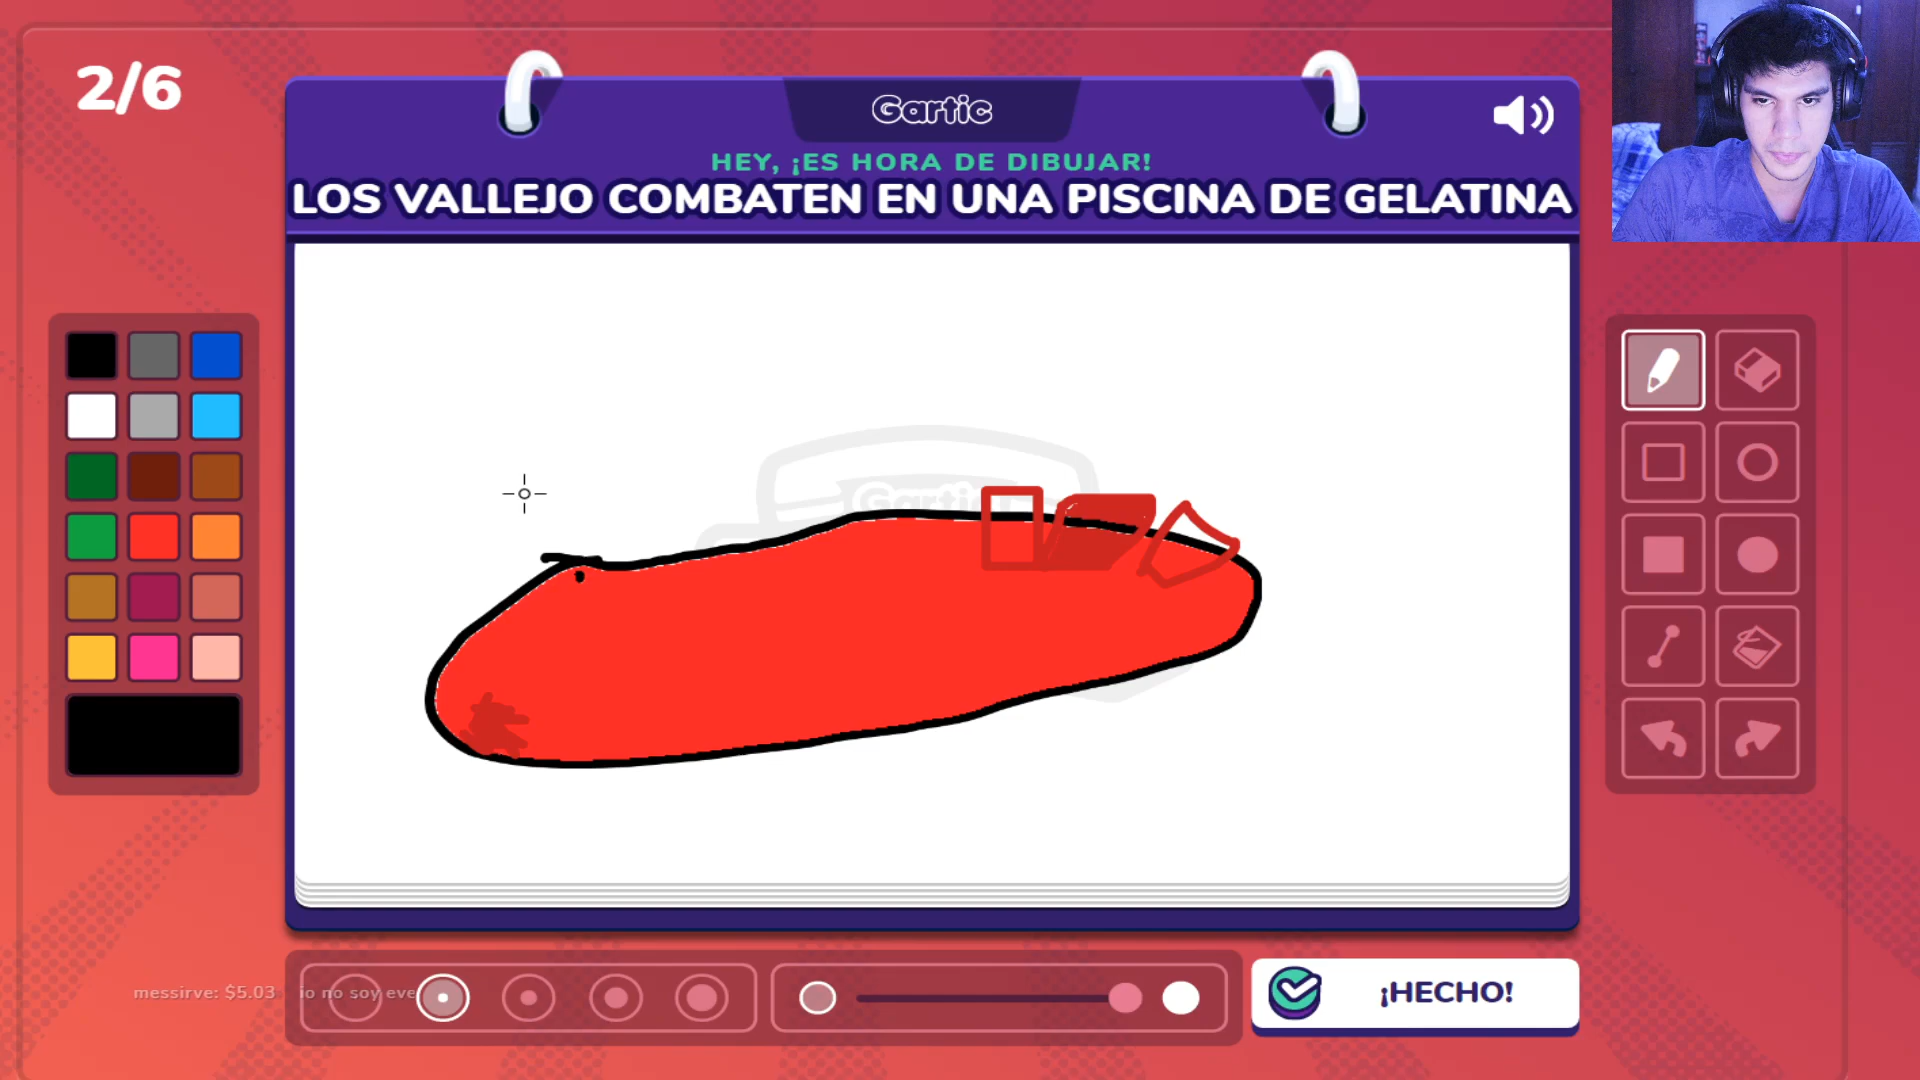 2/6
Gartic
HEY, ¡ES HORA DE DIBUJAR!
LOS VALLEJO COMBATEN EN UNA PISCINA DE GELATINA
Gartic
messirve: $5.03 io no soy eve
¡HECHO!